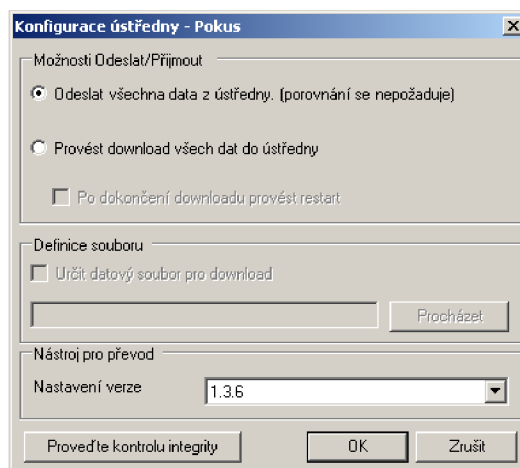 Konfigurace ústředny - Pokus
Možnosti Odeslat/Přijmout
Odeslat všechna data z ústředny. (porovnání se nepožaduje)
Provést download všech dat do ústředny
Po dokončení downloadu provést restart
Definice souboru
Určit datový soubor pro download
Procházet
Nástroj pro převod
Nastavení verze
1.3.6
Proveďte kontrolu integrity
OK
Zrušit